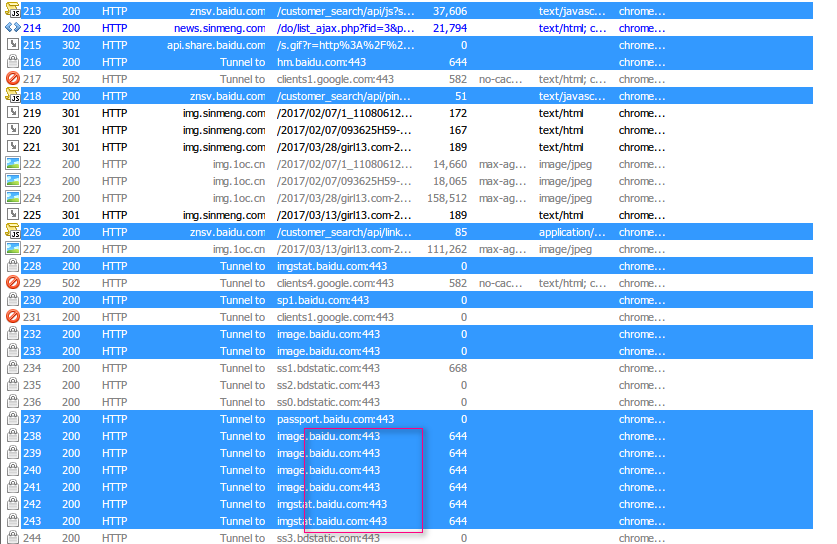 213 200 HTTP znsv.baidu.com /customer_search/api/js?s... 37,606 text/javasc... chrome...
214 200 HTTP news.sinmeng.com /do/list_ajax.php?fid=3&p... 21,794 text/html; c... chrome...
215 302 HTTP api.share.baidu.com /s.gif?r=http%3A%2F%2... 0 chrome...
216 200 HTTP Tunnel to hm.baidu.com:443 644 chrome...
217 502 HTTP Tunnel to clients1.google.com:443 582 no-cac... text/html; c... chrome...
218 200 HTTP znsv.baidu.com /customer_search/api/pin... 51 text/javasc... chrome...
219 301 HTTP img.sinmeng.com /2017/02/07/1_11080612... 172 text/html chrome...
220 301 HTTP img.sinmeng.com /2017/02/07/093625H59-... 167 text/html chrome...
221 301 HTTP img.sinmeng.com /2017/03/28/girl13.com-2... 189 text/html chrome...
222 200 HTTP img.1oc.cn /2017/02/07/1_11080612... 14,660 max-ag... image/jpeg chrome...
223 200 HTTP img.1oc.cn /2017/02/07/093625H59-... 18,065 max-ag... image/jpeg chrome...
224 200 HTTP img.1oc.cn /2017/03/28/girl13.com-2... 158,512 max-ag... image/jpeg chrome...
225 301 HTTP img.sinmeng.com /2017/03/13/girl13.com-2... 189 text/html chrome...
226 200 HTTP znsv.baidu.com /customer_search/api/link... 85 application/... chrome...
227 200 HTTP img.1oc.cn /2017/03/13/girl13.com-2... 111,262 max-ag... image/jpeg chrome...
228 200 HTTP Tunnel to imgstat.baidu.com:443 0 chrome...
229 502 HTTP Tunnel to clients4.google.com:443 582 no-cac... text/html; c... chrome...
230 200 HTTP Tunnel to sp1.baidu.com:443 0 chrome...
231 200 HTTP Tunnel to clients1.google.com:443 0 chrome...
232 200 HTTP Tunnel to image.baidu.com:443 0 chrome...
233 200 HTTP Tunnel to image.baidu.com:443 0 chrome...
234 200 HTTP Tunnel to ss1.bdstatic.com:443 668 chrome...
235 200 HTTP Tunnel to ss2.bdstatic.com:443 0 chrome...
236 200 HTTP Tunnel to ss0.bdstatic.com:443 0 chrome...
237 200 HTTP Tunnel to passport.baidu.com:443 0 chrome...
238 200 HTTP Tunnel to image.baidu.com:443 644 chrome...
239 200 HTTP Tunnel to image.baidu.com:443 644 chrome...
240 200 HTTP Tunnel to image.baidu.com:443 644 chrome...
241 200 HTTP Tunnel to image.baidu.com:443 644 chrome...
242 200 HTTP Tunnel to imgstat.baidu.com:443 644 chrome...
243 200 HTTP Tunnel to imgstat.baidu.com:443 644 chrome...
244 200 HTTP Tunnel to ss3.bdstatic.com:443 0 chrome...